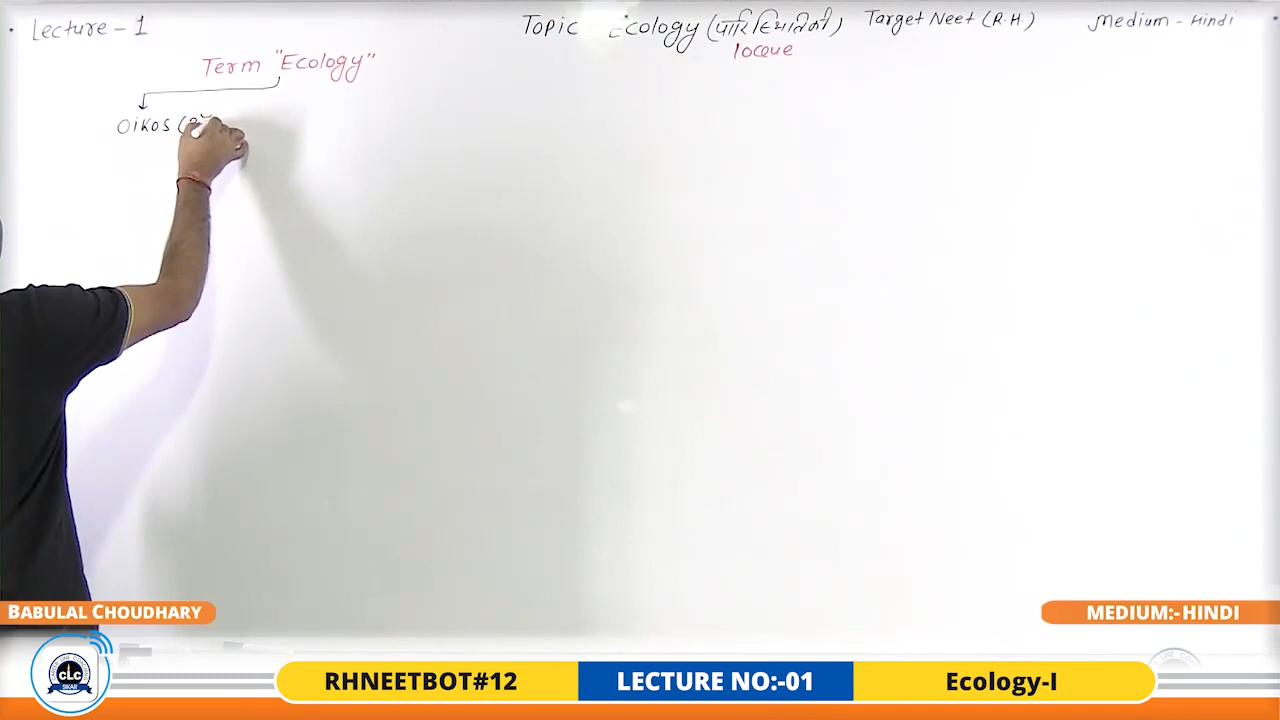 Lecture - 1
Topic Ecology (पारिस्थितिकी) Target Neet (R.H.) Medium - Hindi
Term "Ecology"
Oikos (
BABULAL CHOUDHARY
MEDIUM:- HINDI
CLC
SIKAR
RHNEETBOT#12
LECTURE NO:-01
Ecology-I